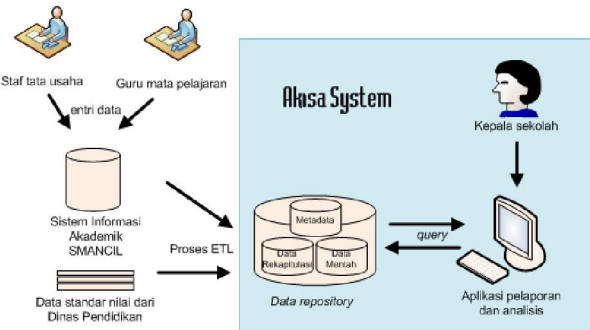 Staf tata usaha
Guru mata pelajaran
entri data
Akisa System
Kepala sekolah
Sistem Informasi
Akademik
SMANCIL
Proses ETL
Metadata
Data
Rekapitulasi
Data
Mentah
query
Data standar nilai dari
Dinas Pendidikan
Data repository
Aplikasi pelaporan
dan analisis